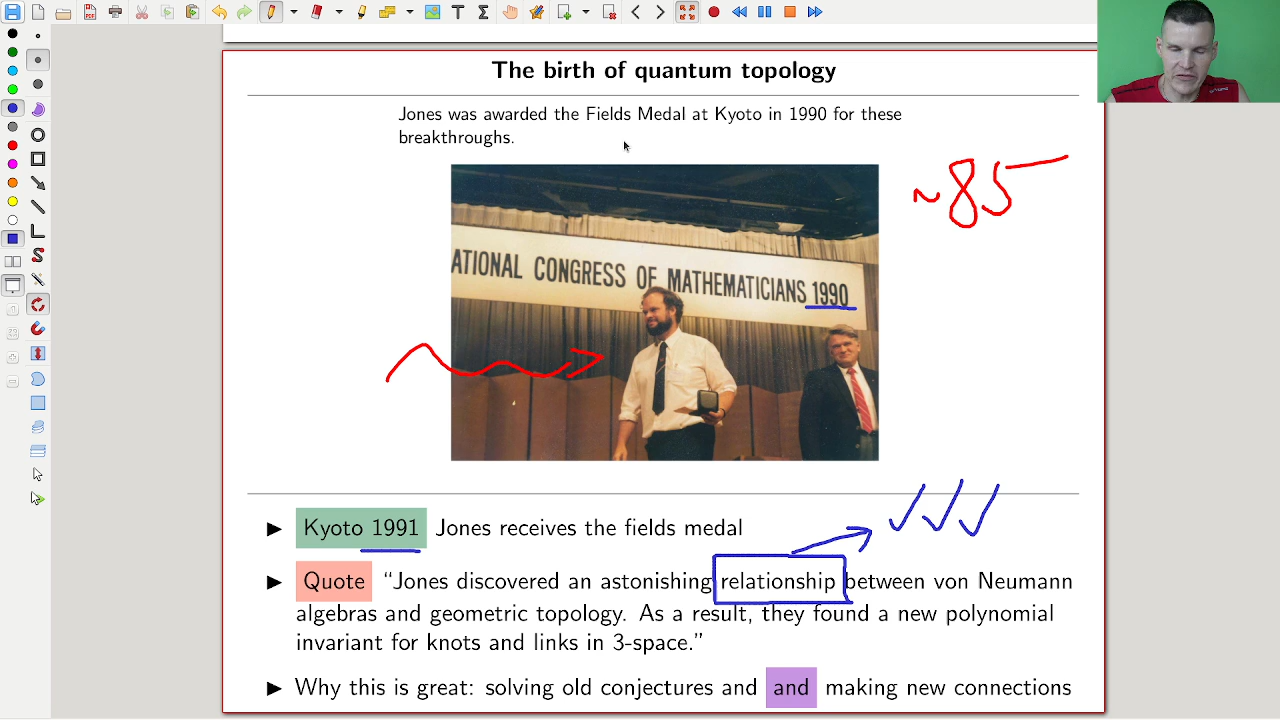 The birth of quantum topology
Jones was awarded the Fields Medal at Kyoto in 1990 for these
breakthroughs.
~85
ATIONAL CONGRESS OF MATHEMATICIANS 1990
▶ Kyoto 1991 Jones receives the fields medal
▶ Quote “Jones discovered an astonishing relationship between von Neumann
algebras and geometric topology. As a result, they found a new polynomial
invariant for knots and links in 3-space.”
▶ Why this is great: solving old conjectures and and making new connections